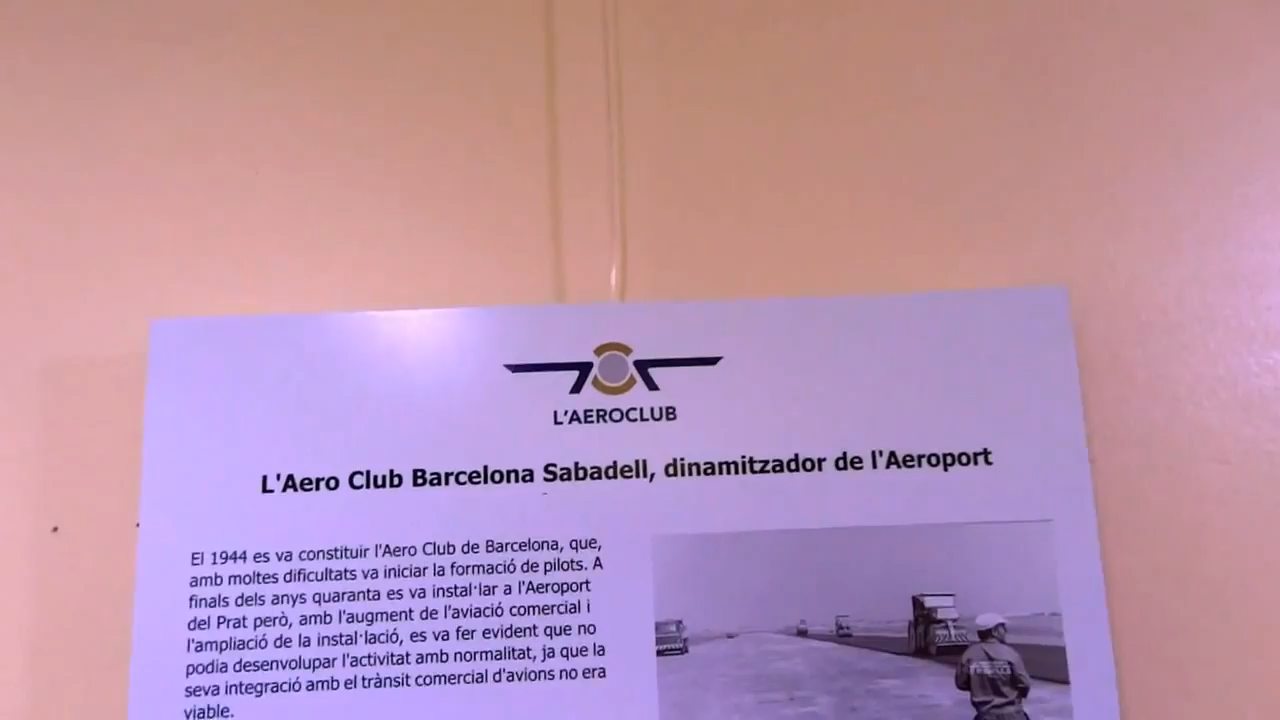 L'AEROCLUB
L'Aero Club Barcelona Sabadell, dinamitzador de l'Aeroport
El 1944 es va constituir l'Aero Club de Barcelona, que,
amb moltes dificultats va iniciar la formació de pilots. A
finals dels anys quaranta es va instal·lar a l'Aeroport
del Prat però, amb l'augment de l'aviació comercial i
l'ampliació de la instal·lació, es va fer evident que no
podia desenvolupar l'activitat amb normalitat, ja que la
seva integració amb el trànsit comercial d'avions no era
viable.